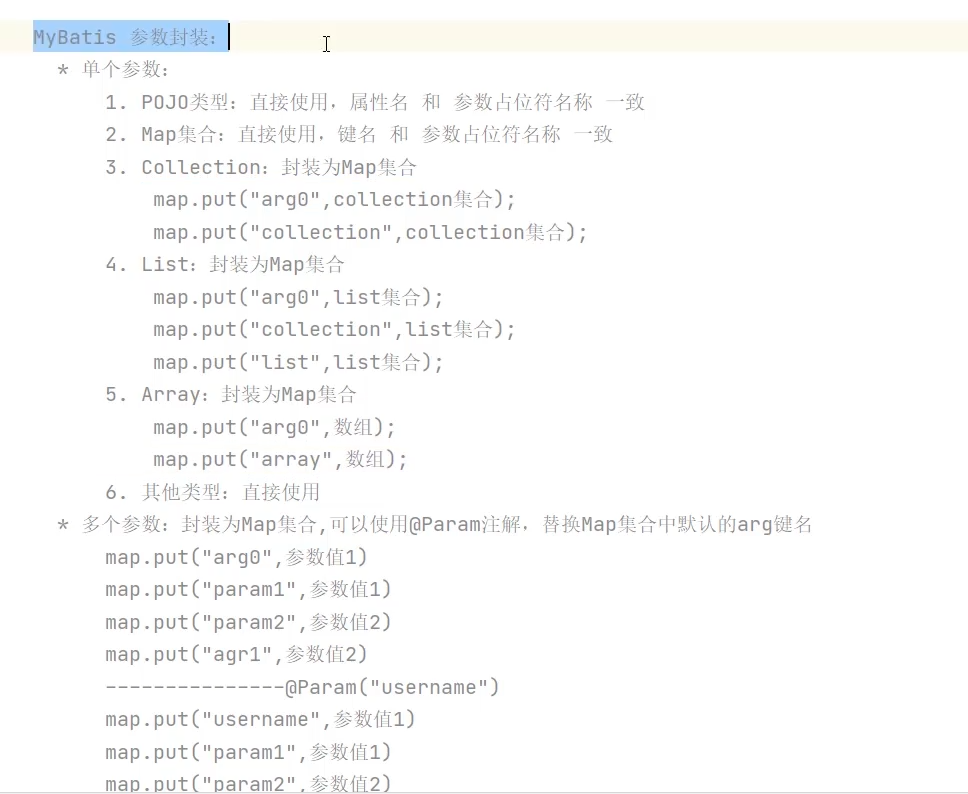 MyBatis 参数封装：
* 单个参数：
1. POJO类型：直接使用，属性名 和 参数占位符名称 一致
2. Map集合：直接使用，键名 和 参数占位符名称 一致
3. Collection：封装为Map集合
map.put("arg0",collection集合);
map.put("collection",collection集合);
4. List：封装为Map集合
map.put("arg0",list集合);
map.put("collection",list集合);
map.put("list",list集合);
5. Array：封装为Map集合
map.put("arg0",数组);
map.put("array",数组);
6. 其他类型：直接使用
* 多个参数：封装为Map集合,可以使用@Param注解，替换Map集合中默认的arg键名
map.put("arg0",参数值1)
map.put("param1",参数值1)
map.put("param2",参数值2)
map.put("agr1",参数值2)
---------------@Param("username")
map.put("username",参数值1)
map.put("param1",参数值1)
map.put("param2",参数值2)